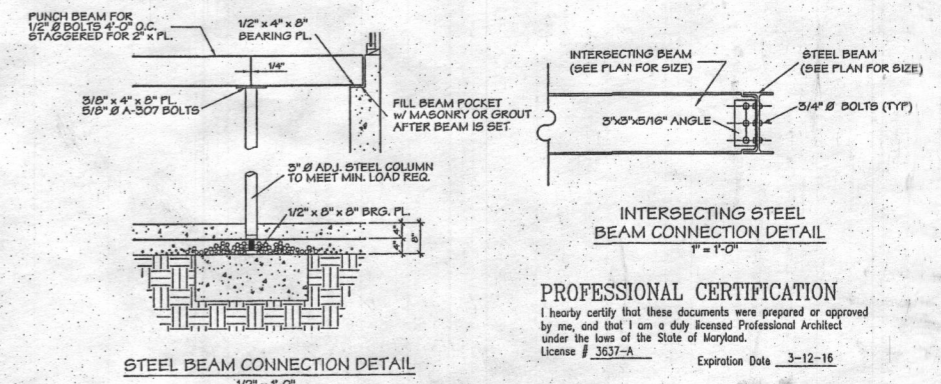 PUNCH BEAM FOR
1/2" Ø BOLTS 4'-0" O.C.
STAGGERED FOR 2" x PL.
1/2" x 4" x 8"
BEARING PL.
1/4"
3/8" x 4" x 8" PL.
5/8" Ø A-307 BOLTS
FILL BEAM POCKET
w/ MASONRY OR GROUT
AFTER BEAM IS SET
3" Ø ADJ. STEEL COLUMN
TO MEET MIN. LOAD REQ.
1/2" x 8" x 8" BRG. PL.
4" 4"
8"
STEEL BEAM CONNECTION DETAIL
1/2" = 1'-0"
INTERSECTING BEAM
(SEE PLAN FOR SIZE)
STEEL BEAM
(SEE PLAN FOR SIZE)
3"x3"x5/16" ANGLE
3/4" Ø BOLTS (TYP)
INTERSECTING STEEL
BEAM CONNECTION DETAIL
1" = 1'-0"
PROFESSIONAL CERTIFICATION
I hearby certify that these documents were prepared or approved
by me, and that I am a duly licensed Professional Architect
under the laws of the State of Maryland.
License # 3637-A
Expiration Date 3-12-16